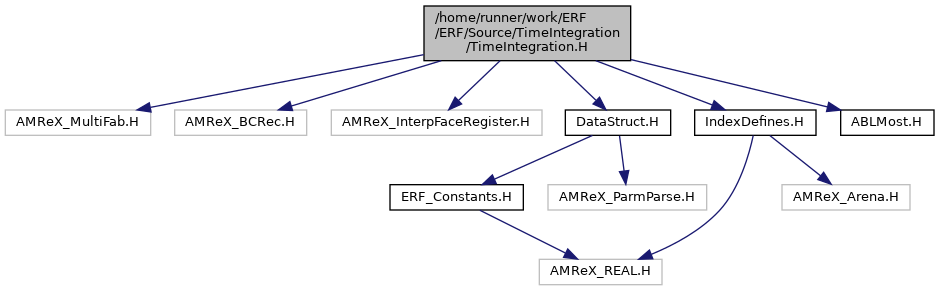 /home/runner/work/ERF
/ERF/Source/TimeIntegration
/TimeIntegration.H
AMReX_MultiFab.H
AMReX_BCRec.H
AMReX_InterpFaceRegister.H
DataStruct.H
IndexDefines.H
ABLMost.H
ERF_Constants.H
AMReX_ParmParse.H
AMReX_Arena.H
AMReX_REAL.H